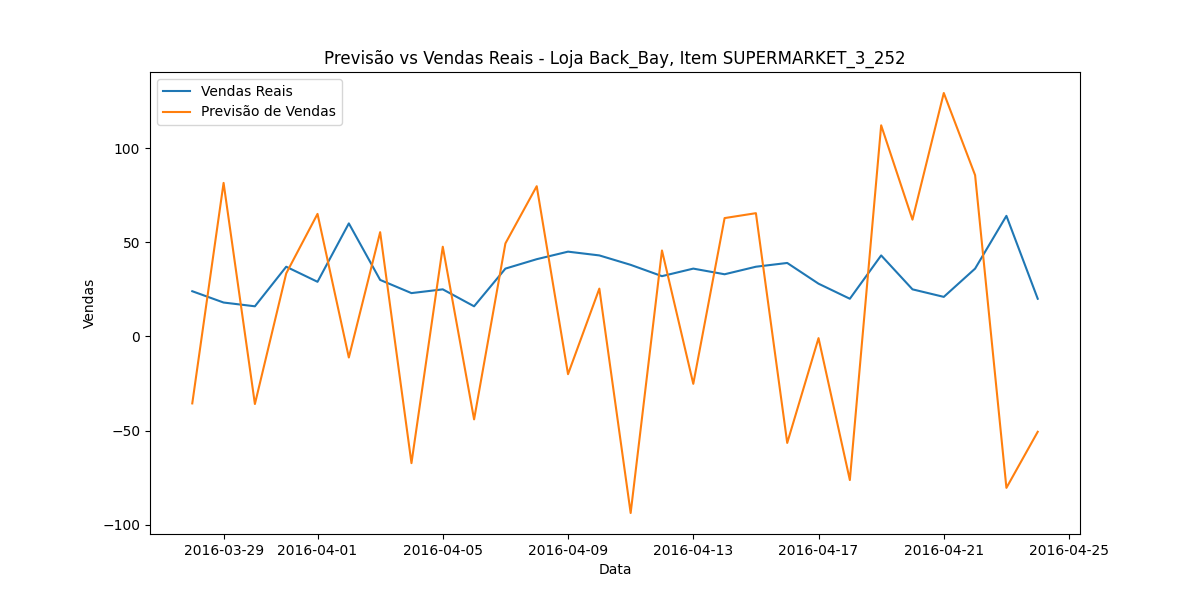 Previsão vs Vendas Reais - Loja Back_Bay, Item SUPERMARKET_3_252
Vendas Reais
Previsão de Vendas
Vendas
100
50
0
−50
−100
2016-03-29 2016-04-01 2016-04-05 2016-04-09 2016-04-13 2016-04-17 2016-04-21 2016-04-25
Data